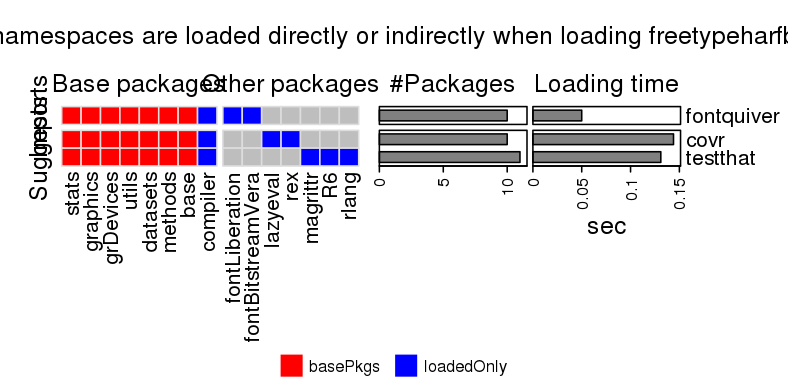 namespaces are loaded directly or indirectly when loading freetypeharfb
Base packages Other packages #Packages Loading time
fontquiver
covr
testthat
Imports
Suggests
0 5 10 0 0.05 0.1 0.15
sec
stats graphics grDevices utils datasets methods base compiler fontLiberation fontBitstreamVera lazyeval rex magrittr R6 rlang
basePkgs loadedOnly